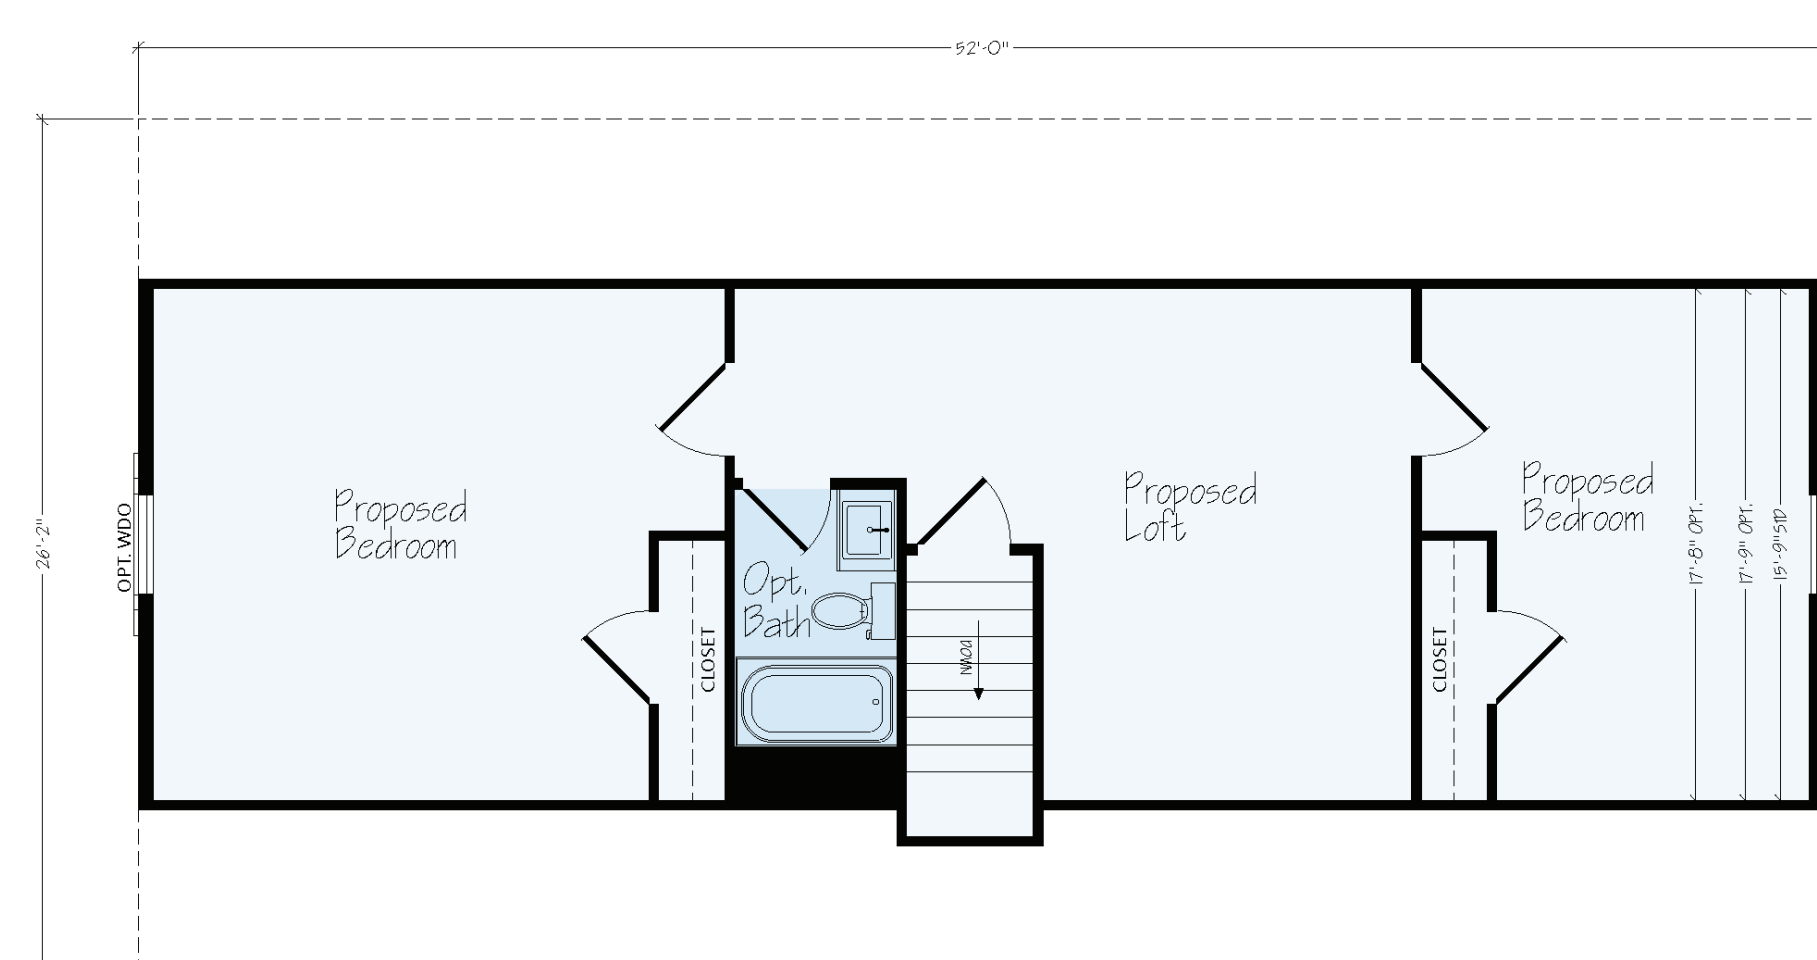 52'-0"
26'-2"
OPT. WDO
Proposed
Bedroom
CLOSET
Opt.
Bath
DOWN
Proposed
Loft
CLOSET
Proposed
Bedroom
17'-8" OPT.
17'-9" OPT.
15'-9" STD